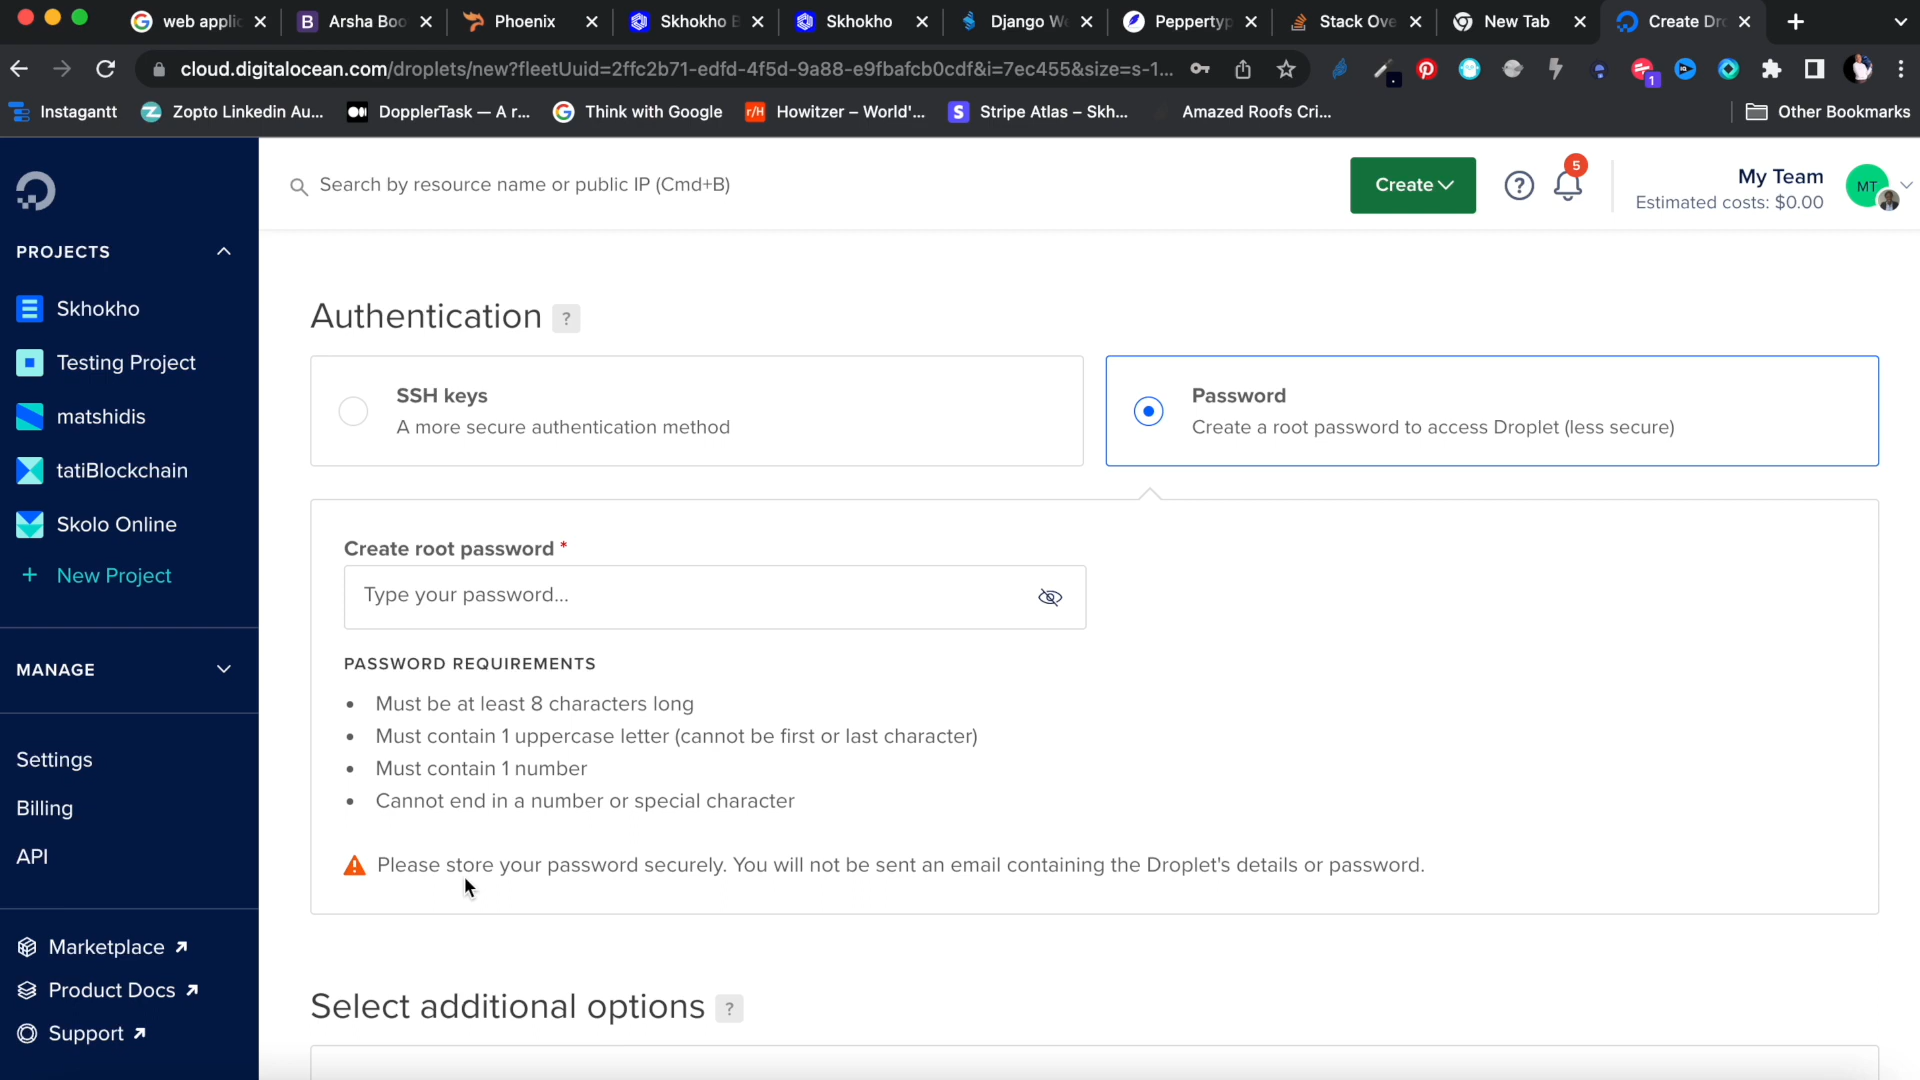 web applic
Arsha Boo
Phoenix
Skhokho B
Skhokho
Django We
Peppertyp
Stack Ove
New Tab
Create Dro
cloud.digitalocean.com/droplets/new?fleetUuid=2ffc2b71-edfd-4f5d-9a88-e9fbafcb0cdf&i=7ec455&size=s-1...
1
Instagantt
Zopto Linkedin Au...
DopplerTask — A r...
Think with Google
r/H
Howitzer – World'...
S
Stripe Atlas – Skh...
Amazed Roofs Cri...
Other Bookmarks
Search by resource name or public IP (Cmd+B)
Create
?
5
My Team
Estimated costs: $0.00
MT
PROJECTS
Skhokho
Testing Project
matshidis
tatiBlockchain
Skolo Online
+ New Project
MANAGE
Settings
Billing
API
Marketplace
Product Docs
Support
Authentication ?
SSH keys
A more secure authentication method
Password
Create a root password to access Droplet (less secure)
Create root password *
Type your password...
PASSWORD REQUIREMENTS
• Must be at least 8 characters long
• Must contain 1 uppercase letter (cannot be first or last character)
• Must contain 1 number
• Cannot end in a number or special character
Please store your password securely. You will not be sent an email containing the Droplet's details or password.
Select additional options ?